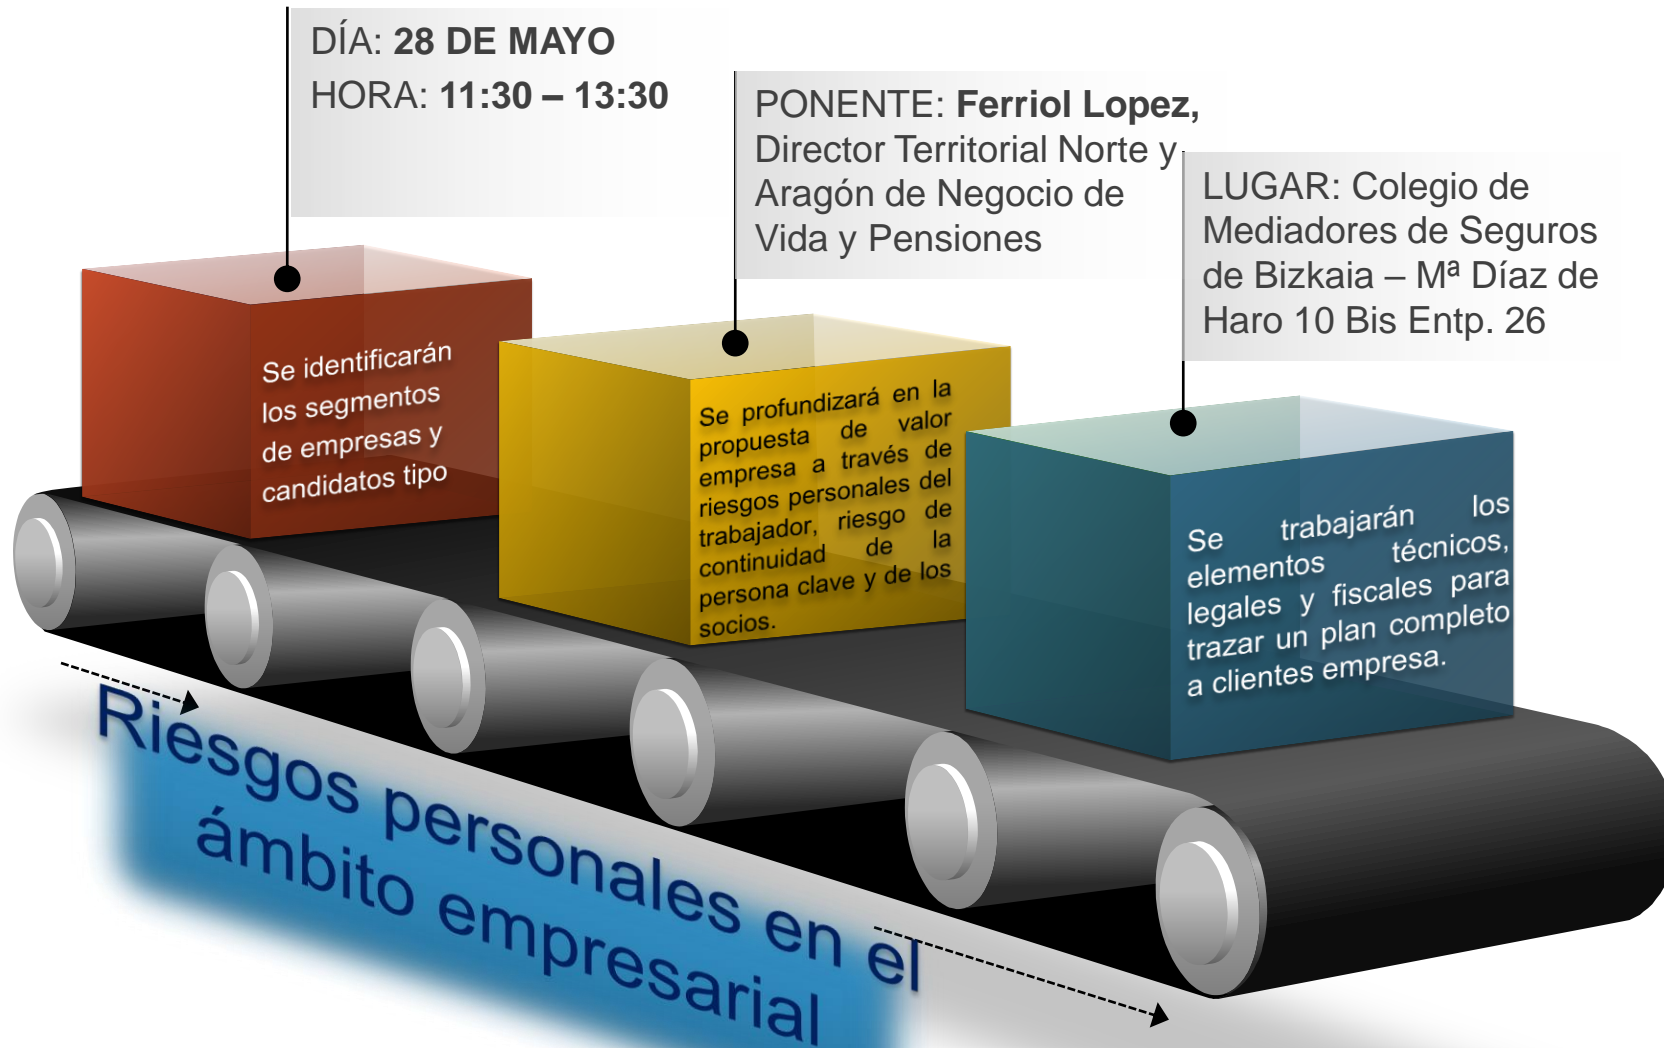 DÍA: 28 DE MAYO
HORA: 11:30 – 13:30
PONENTE: Ferriol Lopez,
Director Territorial Norte y
Aragón de Negocio de
Vida y Pensiones
LUGAR: Colegio de
Mediadores de Seguros
de Bizkaia – Mª Díaz de
Haro 10 Bis Entp. 26
Se identificarán
los segmentos
de empresas y
candidatos tipo
Se profundizará en la
propuesta de valor
empresa a través de
riesgos personales del
trabajador, riesgo de
continuidad de la
persona clave y de los
socios.
Se trabajarán los
elementos técnicos,
legales y fiscales para
trazar un plan completo
a clientes empresa.
Riesgos personales en el
ámbito empresarial